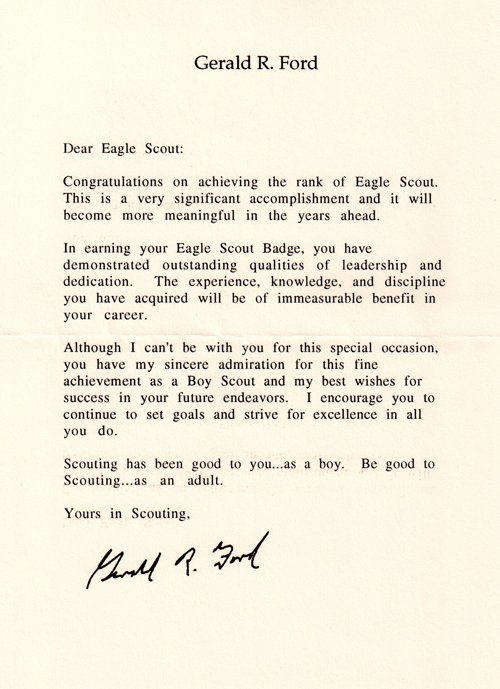 Gerald R. Ford
Dear Eagle Scout:
Congratulations on achieving the rank of Eagle Scout.
This is a very significant accomplishment and it will
become more meaningful in the years ahead.
In earning your Eagle Scout Badge, you have
demonstrated outstanding qualities of leadership and
dedication. The experience, knowledge, and discipline
you have acquired will be of immeasurable benefit in
your career.
Although I can't be with you for this special occasion,
you have my sincere admiration for this fine
achievement as a Boy Scout and my best wishes for
success in your future endeavors. I encourage you to
continue to set goals and strive for excellence in all
you do.
Scouting has been good to you...as a boy. Be good to
Scouting...as an adult.
Yours in Scouting,
Gerald R. Ford